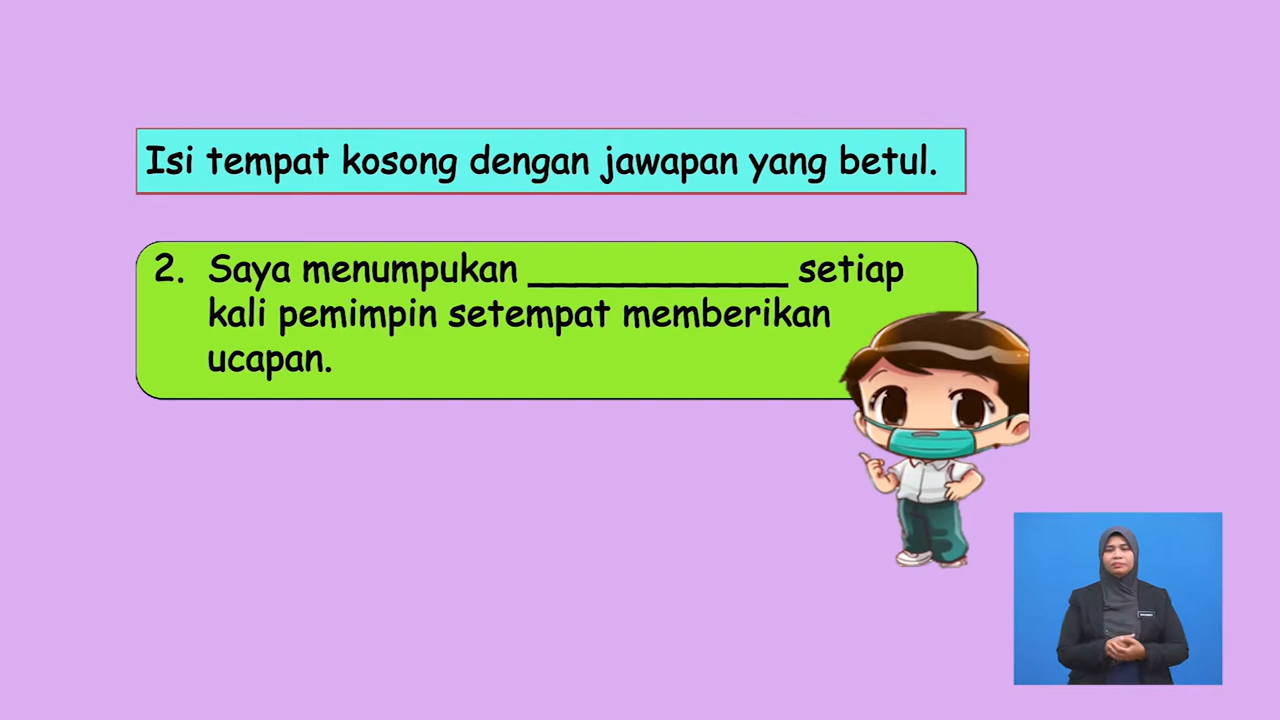 Isi tempat kosong dengan jawapan yang betul.
2. Saya menumpukan ____________ setiap
kali pemimpin setempat memberikan
ucapan.